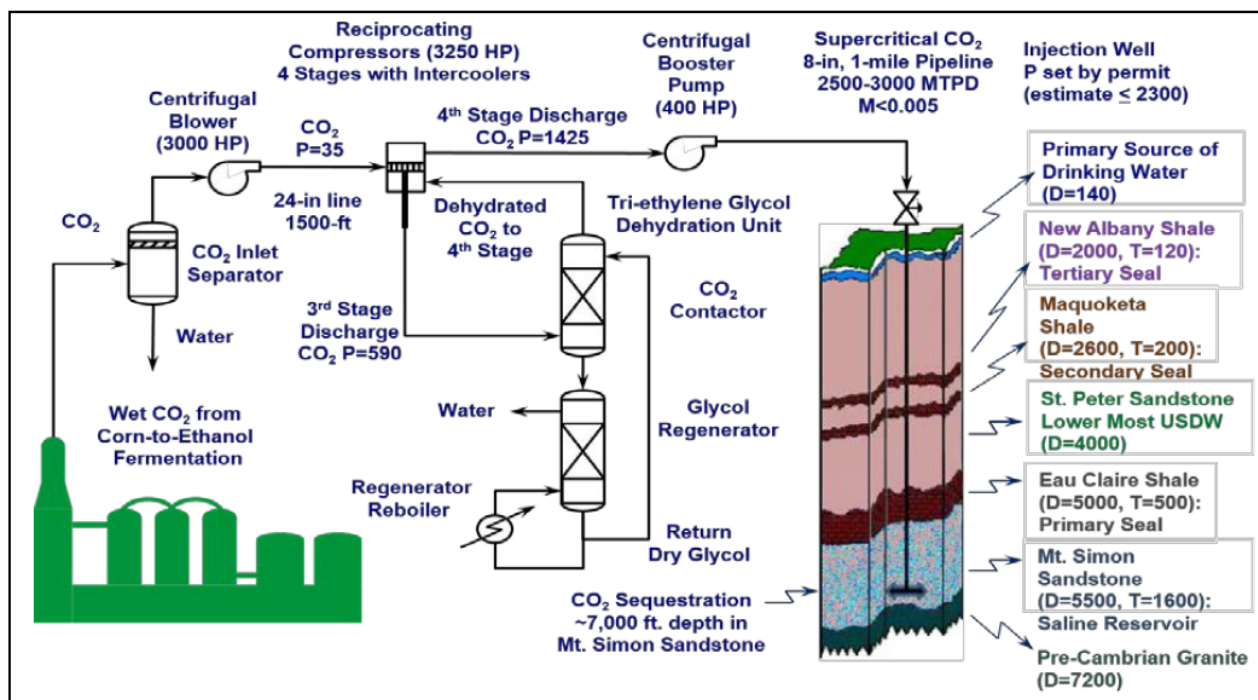 Reciprocating
Compressors (3250 HP)
4 Stages with Intercoolers
Centrifugal
Booster
Pump
(400 HP)
Supercritical CO₂
8-in, 1-mile Pipeline
2500-3000 MTPD
M<0.005
Injection Well
P set by permit
(estimate ≤ 2300)
Centrifugal
Blower
(3000 HP)
CO₂
P=35
4th Stage Discharge
CO₂ P=1425
24-in line
1500-ft
CO₂
CO₂ Inlet
Separator
Water
Dehydrated
CO₂ to
4th Stage
Tri-ethylene Glycol
Dehydration Unit
3rd Stage
Discharge
CO₂ P=590
CO₂
Contactor
Water
Glycol
Regenerator
Wet CO₂ from
Corn-to-Ethanol
Fermentation
Regenerator
Reboiler
Return
Dry Glycol
CO₂ Sequestration
~7,000 ft. depth in
Mt. Simon Sandstone
Primary Source of
Drinking Water
(D=140)
New Albany Shale
(D=2000, T=120):
Tertiary Seal
Maquoketa
Shale
(D=2600, T=200):
Secondary Seal
St. Peter Sandstone
Lower Most USDW
(D=4000)
Eau Claire Shale
(D=5000, T=500):
Primary Seal
Mt. Simon
Sandstone
(D=5500, T=1600):
Saline Reservoir
Pre-Cambrian Granite
(D=7200)